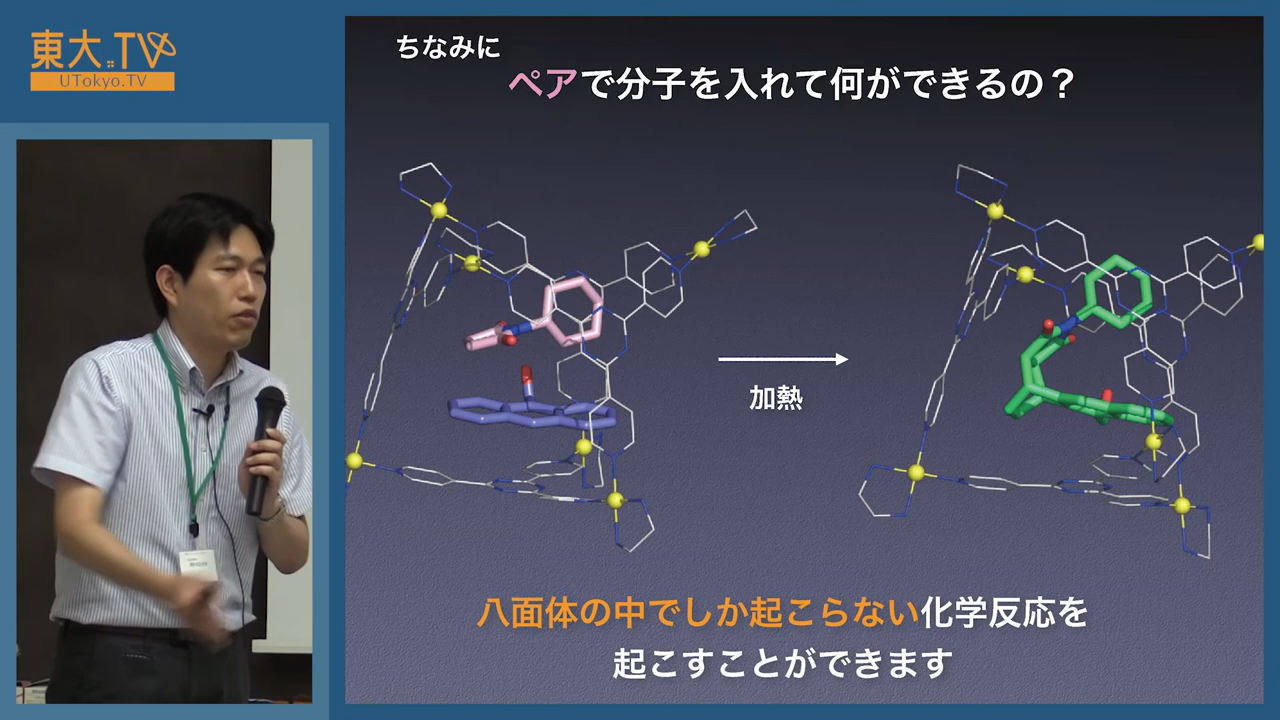 東大.TV
UTokyo.TV
ちなみに
ペアで分子を入れて何ができるの？
加熱
八面体の中でしか起こらない化学反応を
起こすことができます